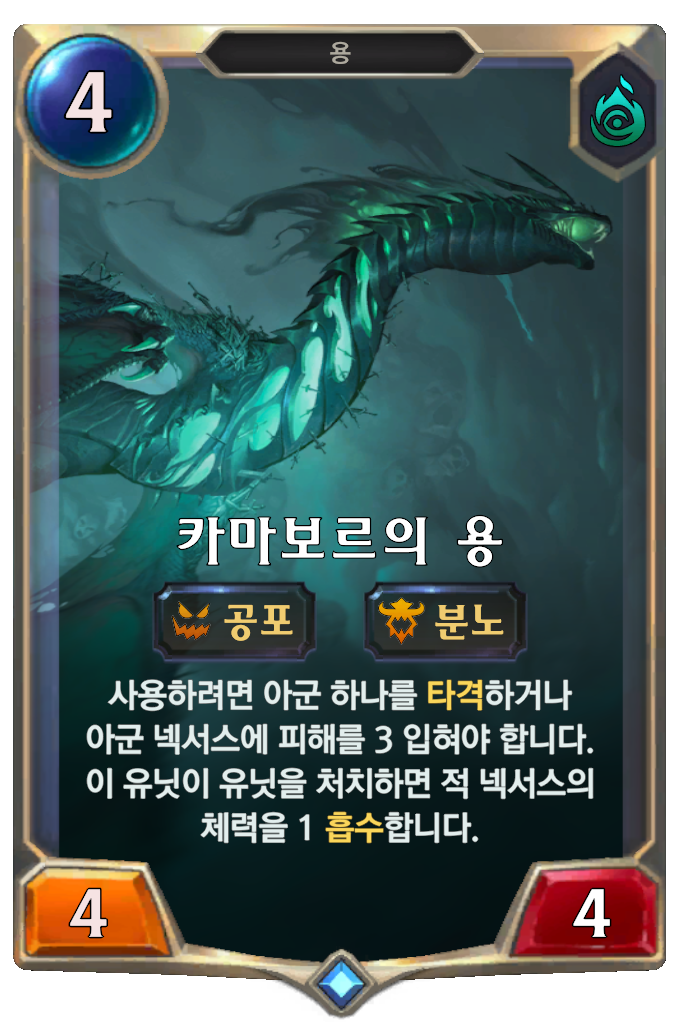 용
4
카마보르의 용
공포 분노
사용하려면 아군 하나를 타격하거나
아군 넥서스에 피해를 3 입혀야 합니다.
이 유닛이 유닛을 처치하면 적 넥서스의
체력을 1 흡수합니다.
4 4